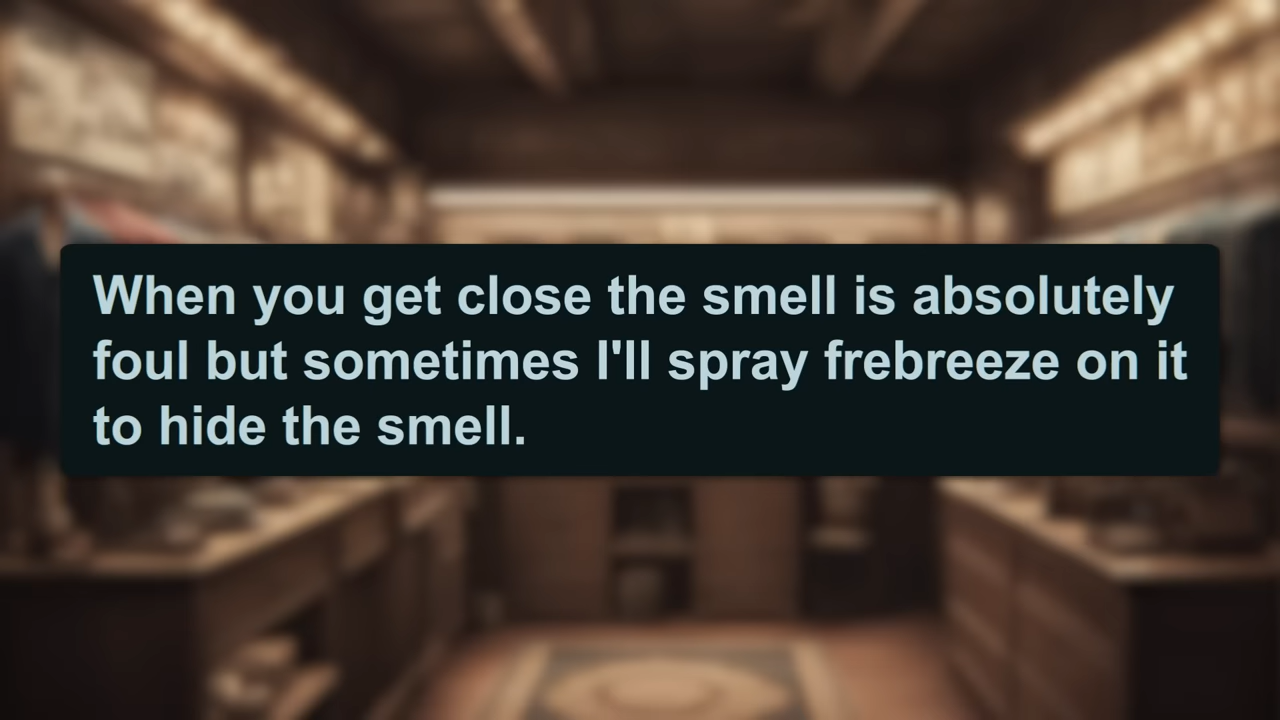 When you get close the smell is absolutely
foul but sometimes I'll spray frebreeze on it
to hide the smell.